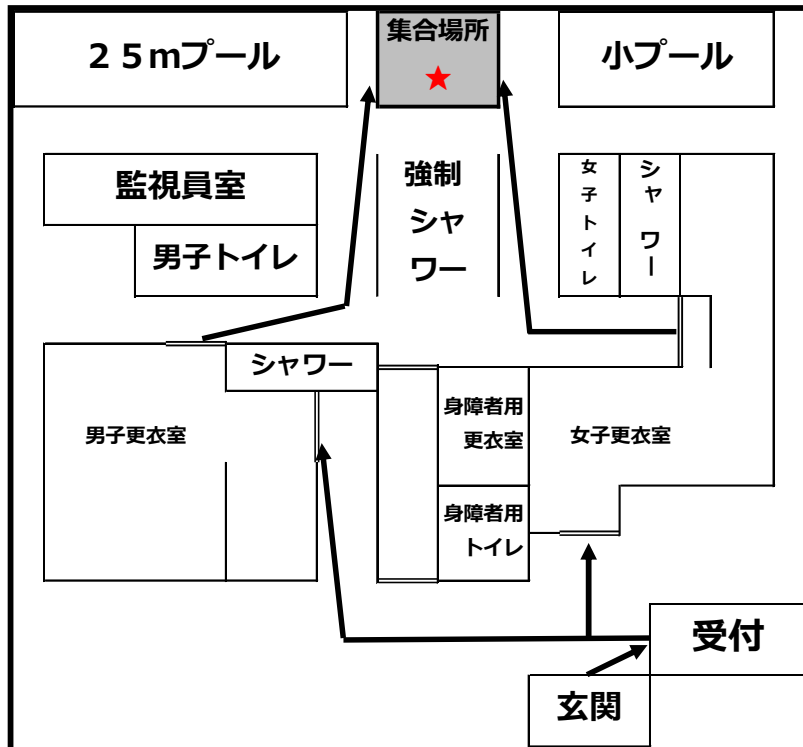 ２５ｍプール
集合場所
★
小プール
監視員室
強制
シャ
ワー
女子トイレ
シャワー
男子トイレ
シャワー
男子更衣室
身障者用
更衣室
女子更衣室
身障者用
トイレ
受付
玄関